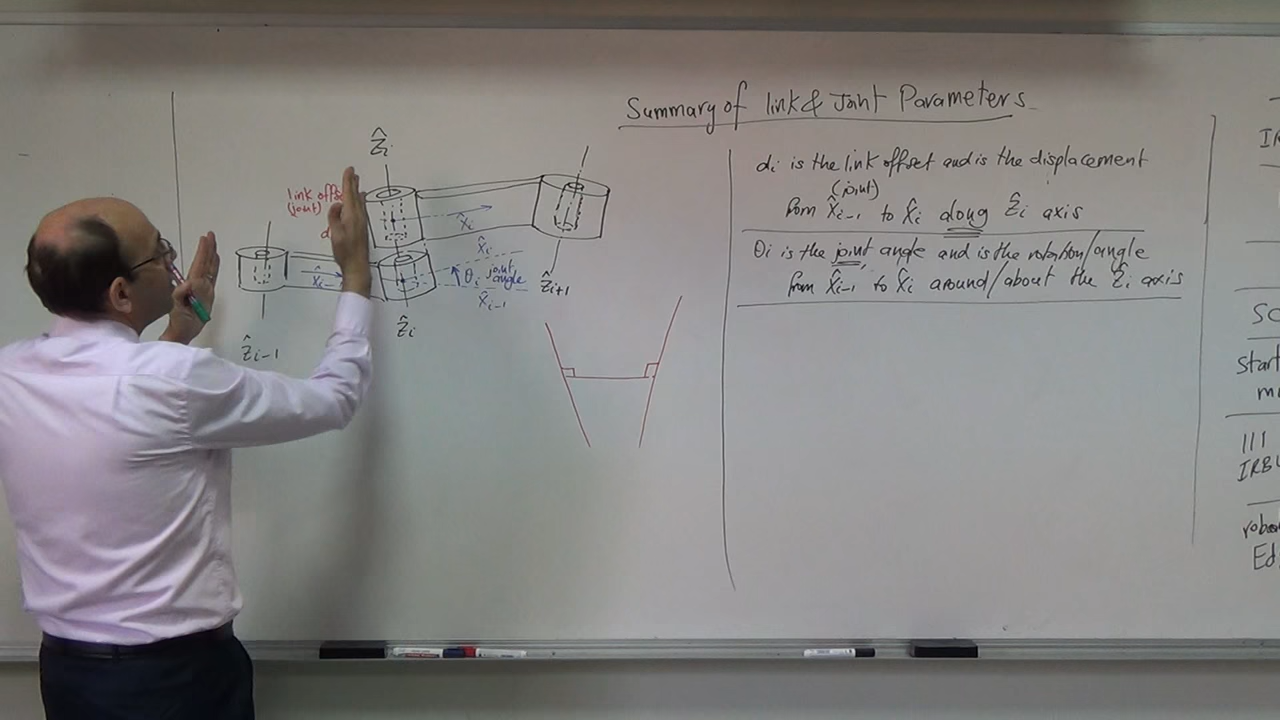 Summary of link & Joint Parameters
di is the link offset and is the displacement
(joint)
from X̂i-1 to X̂i along Ẑi axis
θi is the joint angle and is the rotation/angle
from X̂i-1 to X̂i around/about the Ẑi axis
Ẑi
link offset
(joint)
X̂i
X̂i
θi joint
angle
X̂i-1
Ẑi+1
Ẑi
Ẑi-1
start
III